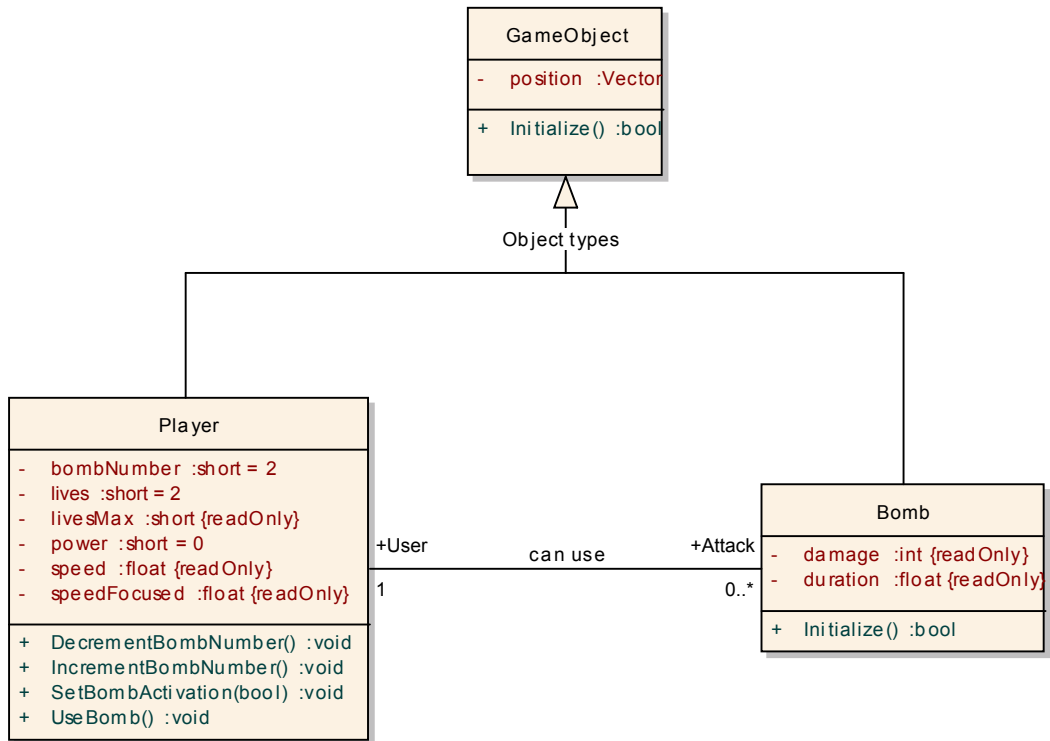 GameObject
- position :Vector
+ Initialize() :bool
Object types
Player
- bombNumber :short = 2
- lives :short = 2
- livesMax :short {readOnly}
- power :short = 0
- speed :float {readOnly}
- speedFocused :float {readOnly}
+ DecrementBombNumber() :void
+ IncrementBombNumber() :void
+ SetBombActivation(bool) :void
+ UseBomb() :void
+User can use +Attack
1 0..*
Bomb
- damage :int {readOnly}
- duration :float {readOnly}
+ Initialize() :bool